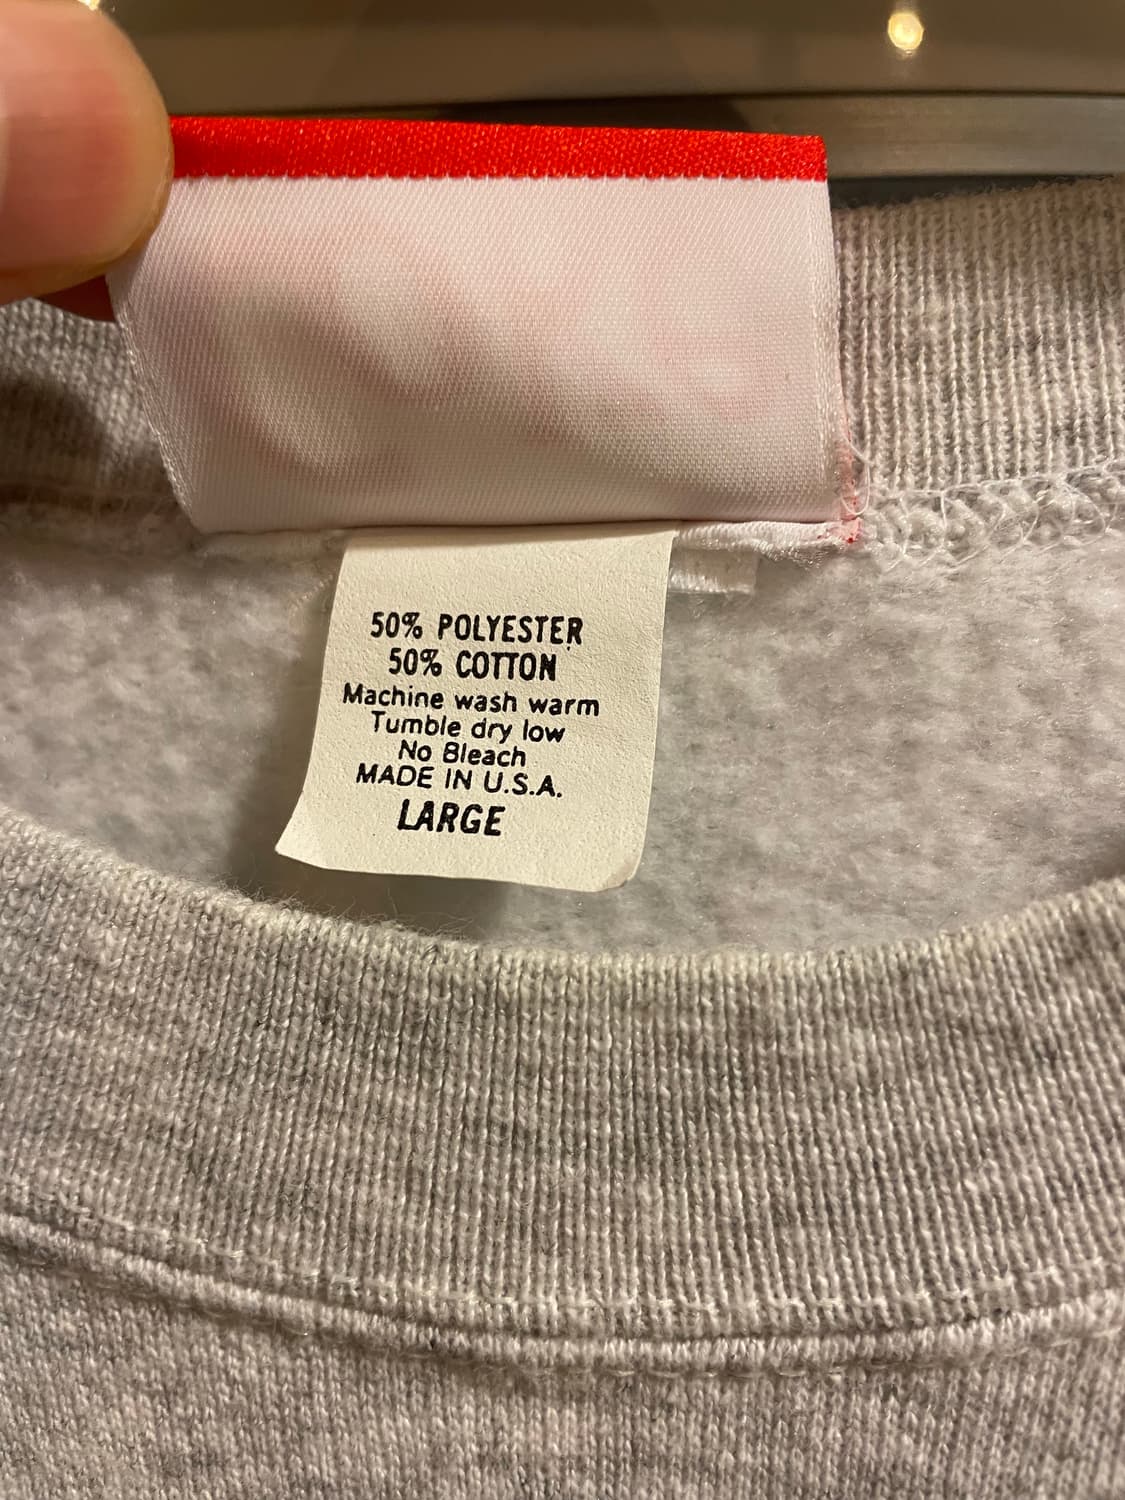 50% POLYESTER
50% COTTON
Machine wash warm
Tumble dry low
No Bleach
MADE IN U.S.A.
LARGE